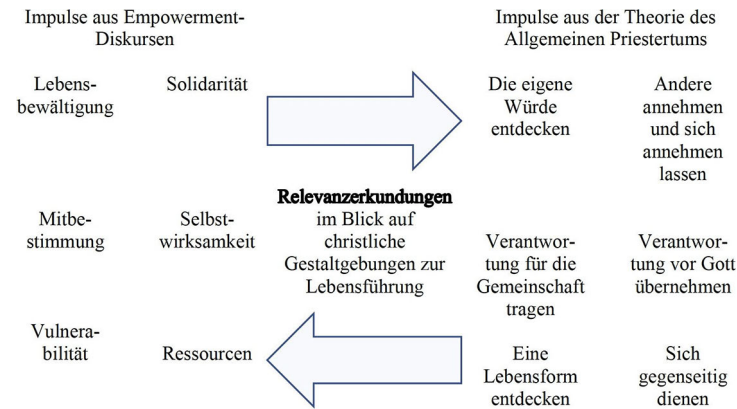 Impulse aus Empowerment-
Diskursen
Lebens-
bewältigung
Solidarität
Mitbe-
stimmung
Selbst-
wirksamkeit
Vulnera-
bilität
Ressourcen
Relevanzerkundungen
im Blick auf
christliche
Gestaltgebungen zur
Lebensführung
Impulse aus der Theorie des
Allgemeinen Priestertums
Die eigene
Würde
entdecken
Andere
annehmen
und sich
annehmen
lassen
Verantwor-
tung für die
Gemeinschaft
tragen
Verantwor-
tung vor Gott
übernehmen
Eine
Lebensform
entdecken
Sich
gegenseitig
dienen